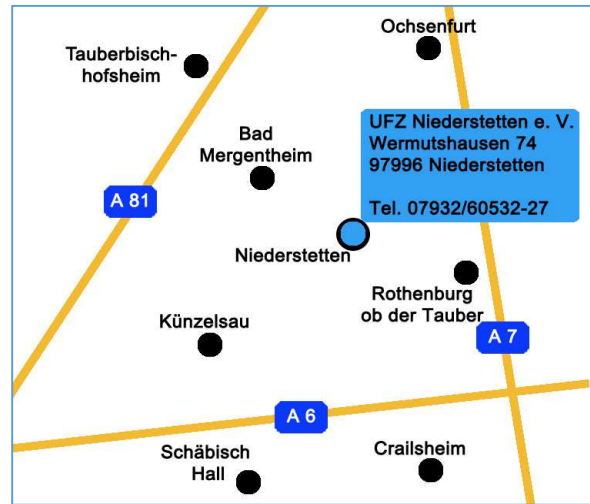 Ochsenfurt
Tauberbisch-
hofsheim
UFZ Niederstetten e. V.
Wermutshausen 74
97996 Niederstetten
Tel. 07932/60532-27
Bad
Mergentheim
A 81
Niederstetten
Rothenburg
ob der Tauber
Künzelsau
A 7
A 6
Schäbisch
Hall
Crailsheim